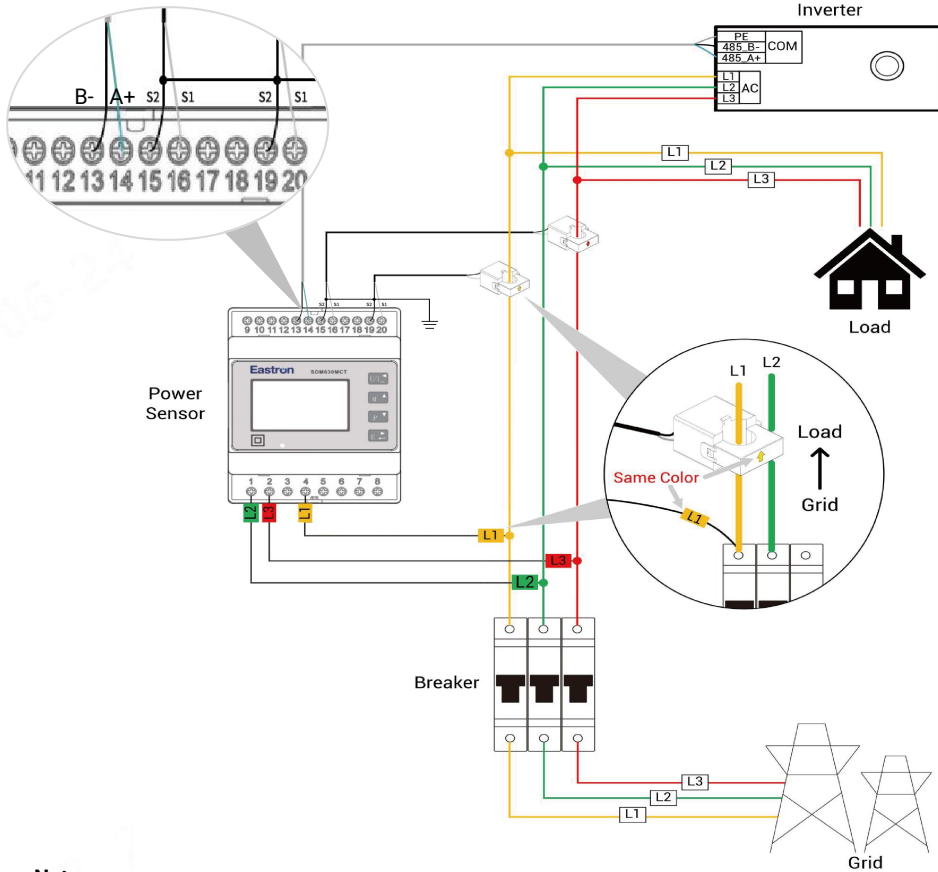 Inverter
PE
485_B-
485_A+
COM
L1
L2
L3
AC
B- A+ S2 S1 S2 S1
11 12 13 14 15 16 17 18 19 20
L1
L2
L3
Load
S2 S1 S2 S1
9 10 11 12 13 14 15 16 17 18 19 20
Eastron SDM630MCT
Power
Sensor
1 2 3 4 5 6 7 8
L2 L3 L1
L1
L3
L2
L1 L2
Load
Grid
Same Color
L1
Breaker
L3
L2
L1
Grid